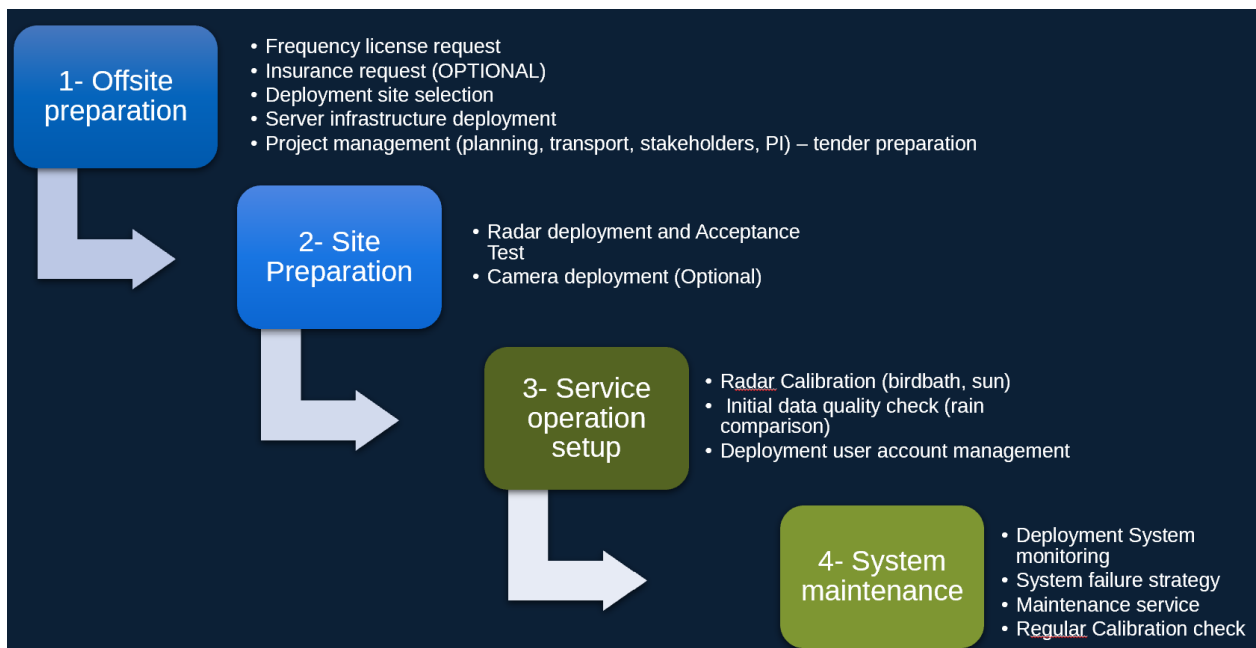 1- Offsite
preparation
• Frequency license request
• Insurance request (OPTIONAL)
• Deployment site selection
• Server infrastructure deployment
• Project management (planning, transport, stakeholders, PI) – tender preparation
2- Site
Preparation
• Radar deployment and Acceptance
Test
• Camera deployment (Optional)
3- Service
operation
setup
• Radar Calibration (birdbath, sun)
• Initial data quality check (rain
comparison)
• Deployment user account management
4- System
maintenance
• Deployment System
monitoring
• System failure strategy
• Maintenance service
• Regular Calibration check